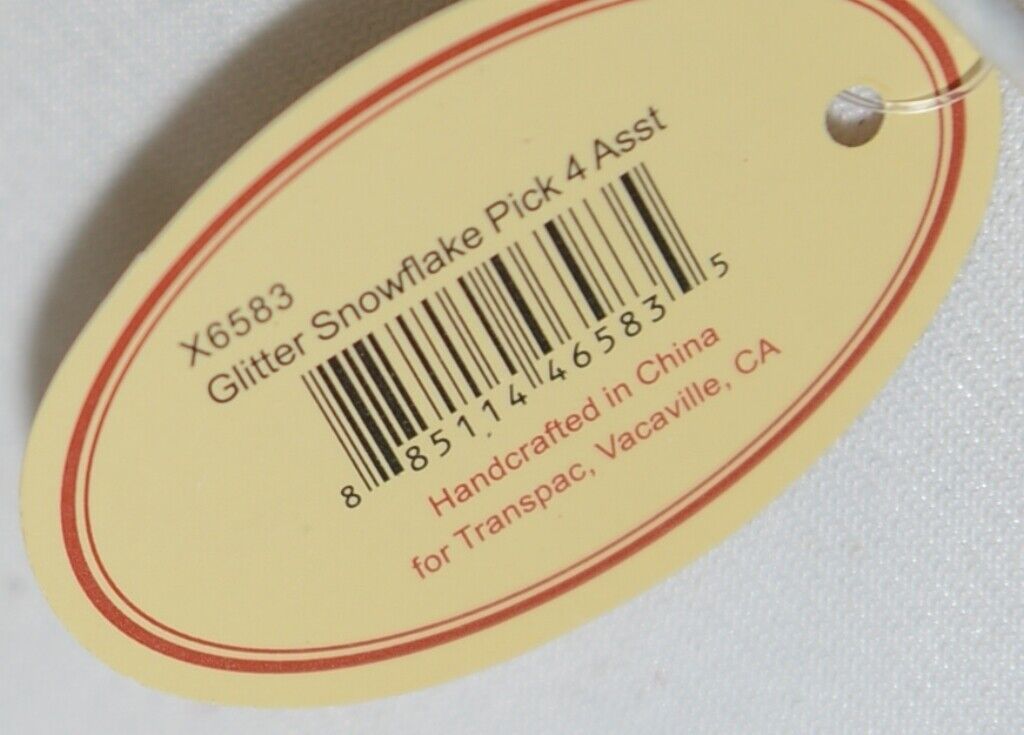 X6583
Glitter Snowflake Pick 4 Asst
8 85114 46583 5
Handcrafted in China
for Transpac, Vacaville, CA